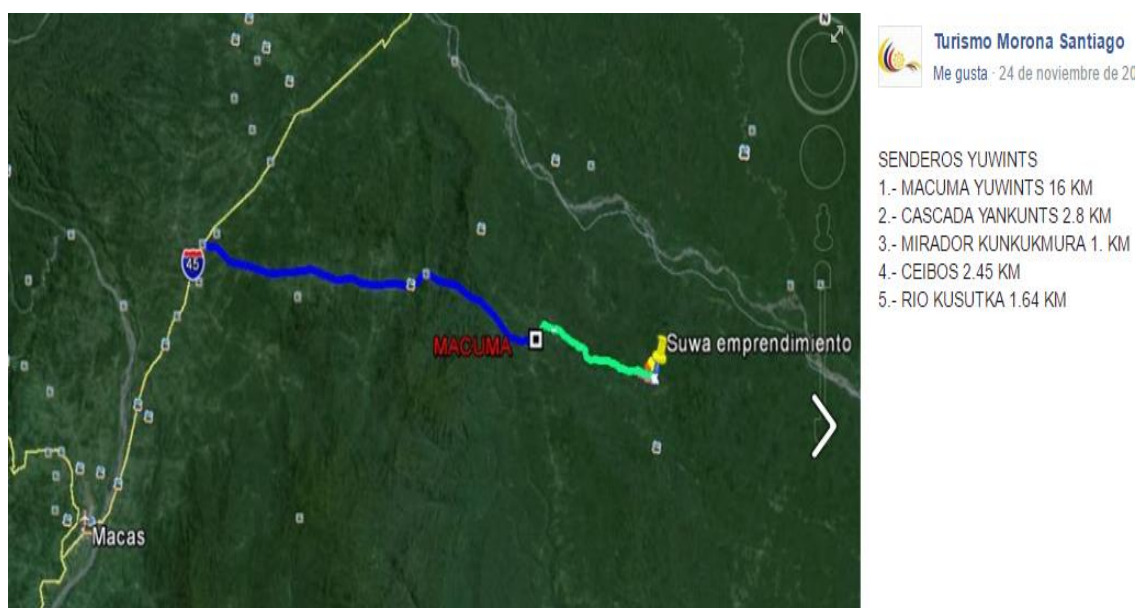 N
45
MACUMA
Suwa emprendimiento
Macas
Turismo Morona Santiago
Me gusta · 24 de noviembre de 20
SENDEROS YUWINTS
1.- MACUMA YUWINTS 16 KM
2.- CASCADA YANKUNTS 2.8 KM
3.- MIRADOR KUNKUKMURA 1. KM
4.- CEIBOS 2.45 KM
5.- RIO KUSUTKA 1.64 KM